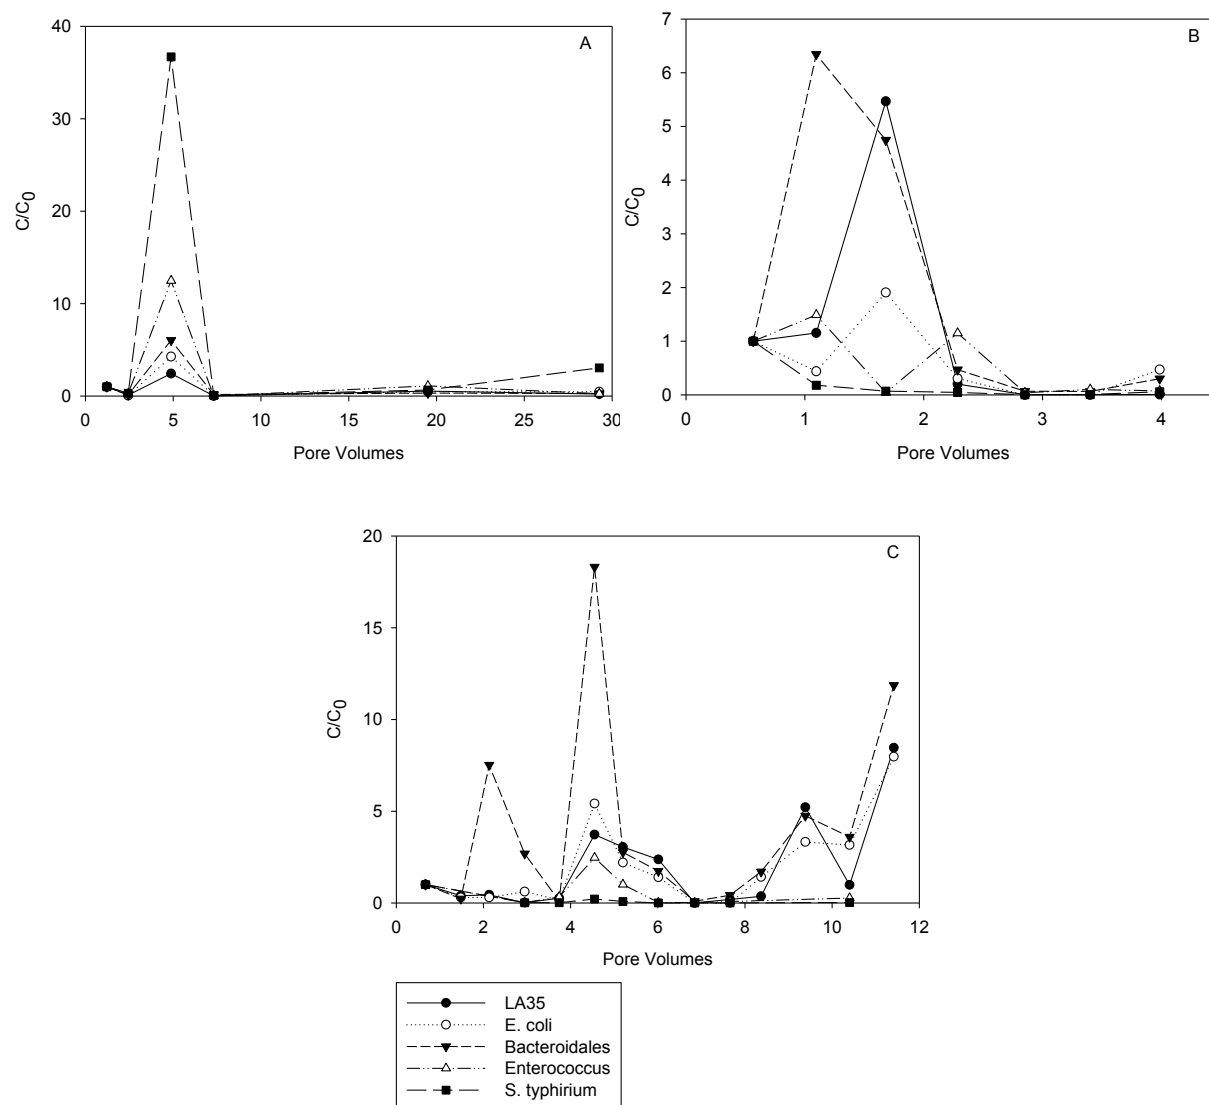 A
40
30
20
10
0
C/C0
0 5 10 15 20 25 30
Pore Volumes
B
7
6
5
4
3
2
1
0
C/C0
1 2 3 4
Pore Volumes
C
20
15
10
5
0
C/C0
0 2 4 6 8 10 12
Pore Volumes
LA35
E. coli
Bacteroidales
Enterococcus
S. typhirium